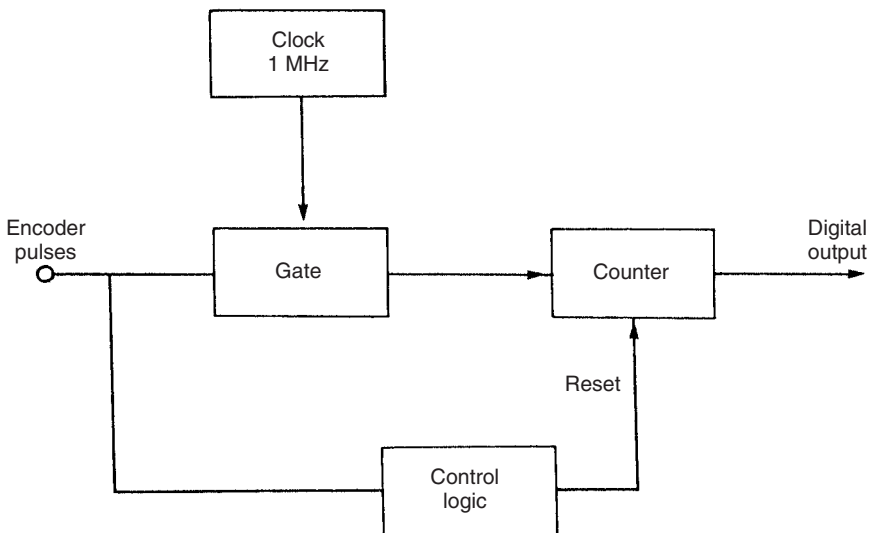 Clock
1 MHz
Encoder
pulses
Gate
Counter
Digital
output
Reset
Control
logic